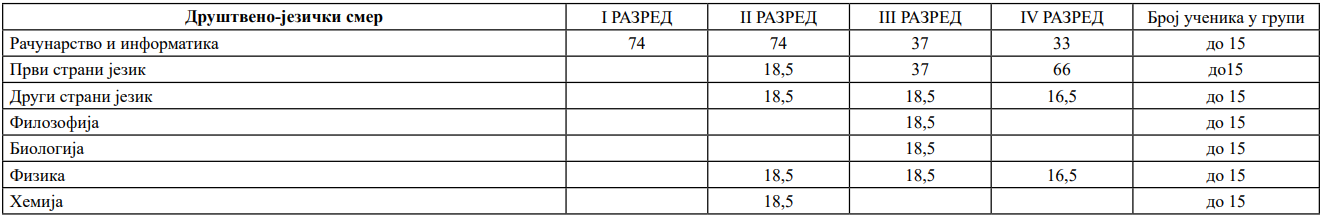 Друштвено-језички смер I РАЗРЕД II РАЗРЕД III РАЗРЕД IV РАЗРЕД Број ученика у групи
Рачунарство и информатика 74 74 37 33 до 15
Први страни језик 18,5 37 66 до15
Други страни језик 18,5 18,5 16,5 до 15
Филозофија 18,5 до 15
Биологија 18,5 до 15
Физика 18,5 18,5 16,5 до 15
Хемија 18,5 до 15